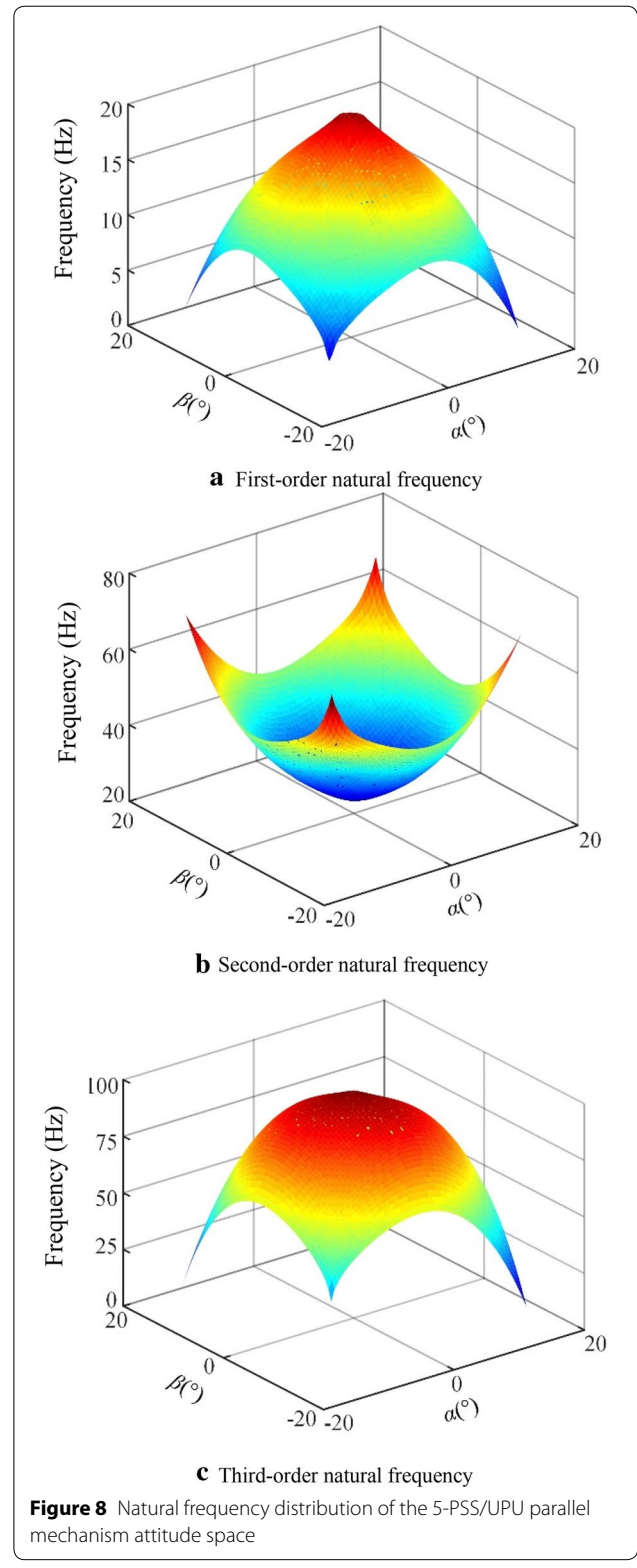 20
15
10
5
0
Frequency (Hz)
20
0
-20
β(°)
-20
0
20
α(°)
a First-order natural frequency
80
60
40
20
Frequency (Hz)
20
0
-20
β(°)
-20
0
20
α(°)
b Second-order natural frequency
100
75
50
25
0
Frequency (Hz)
20
0
-20
β(°)
-20
0
20
α(°)
c Third-order natural frequency
Figure 8 Natural frequency distribution of the 5-PSS/UPU parallel
mechanism attitude space